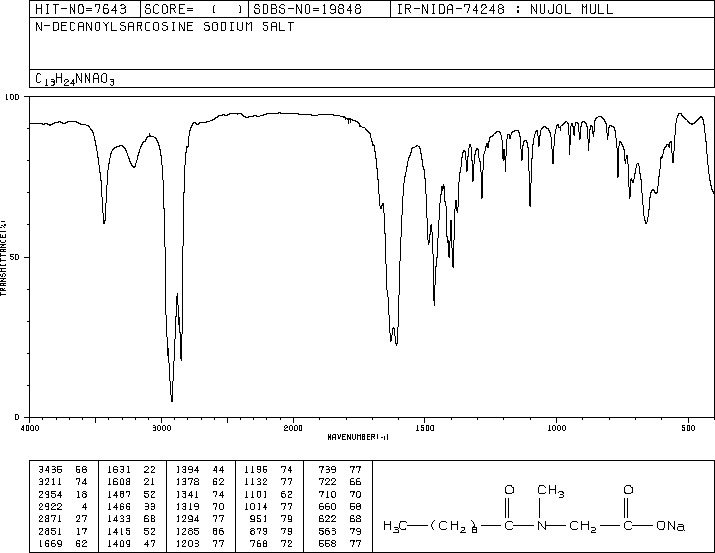 HIT-NO=7643 SCORE= ( ) SDBS-NO=19848 IR-NIDA-74248 : NUJOL MULL
N-DECANOYLSARCOSINE SODIUM SALT
C13H24NNAO3
100
50
0
TRANSMITTANCE(%)
4000 3000 2000 1500 1000 500
WAVENUMBER(-1)
3435 58 1631 22 1394 44 1196 74 739 77
3211 74 1608 21 1378 62 1132 77 722 66
2954 18 1487 52 1341 74 1101 62 710 70
2922 4 1466 33 1319 70 1014 77 660 58
2871 27 1433 68 1294 77 951 79 622 68
2851 17 1415 52 1285 66 879 79 563 79
1669 62 1409 47 1203 77 768 72 558 77
O CH3 O
H3C (CH2)8 C N CH2 C ONa